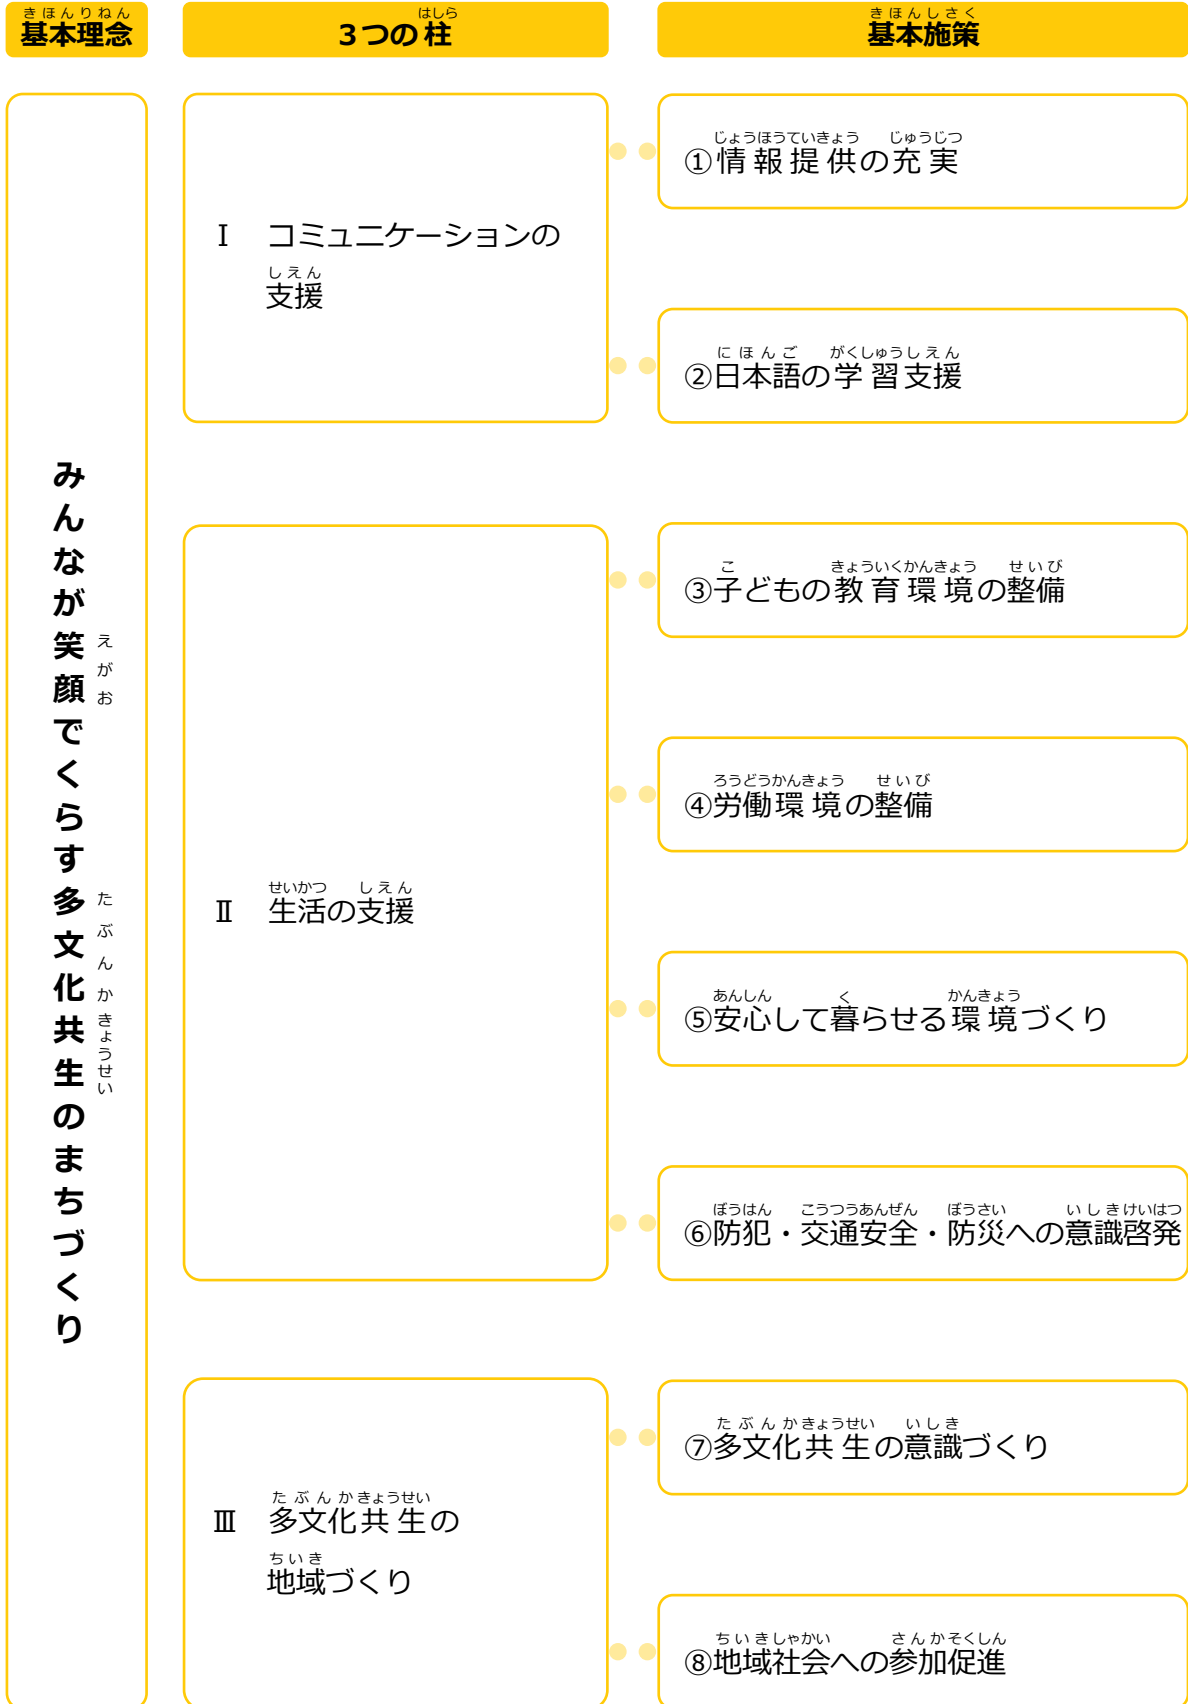 きほんりねん
基本理念
はしら
3つの柱
きほんしさく
基本施策
みんなが笑顔でくらす多文化共生のまちづくり
えがお
たぶんかきょうせい
Ⅰ コミュニケーションの
しえん
支援
じょうほうていきょう じゅうじつ
①情報提供の充実
にほんご がくしゅうしえん
②日本語の学習支援
せいかつ しえん
Ⅱ 生活の支援
こ きょういくかんきょう せいび
③子どもの教育環境の整備
ろうどうかんきょう せいび
④労働環境の整備
あんしん く かんきょう
⑤安心して暮らせる環境づくり
ぼうはん こうつうあんぜん ぼうさい いしきけいはつ
⑥防犯・交通安全・防災への意識啓発
たぶんかきょうせい
Ⅲ 多文化共生の
ちいき
地域づくり
たぶんかきょうせい いしき
⑦多文化共生の意識づくり
ちいきしゃかい さんかそくしん
⑧地域社会への参加促進